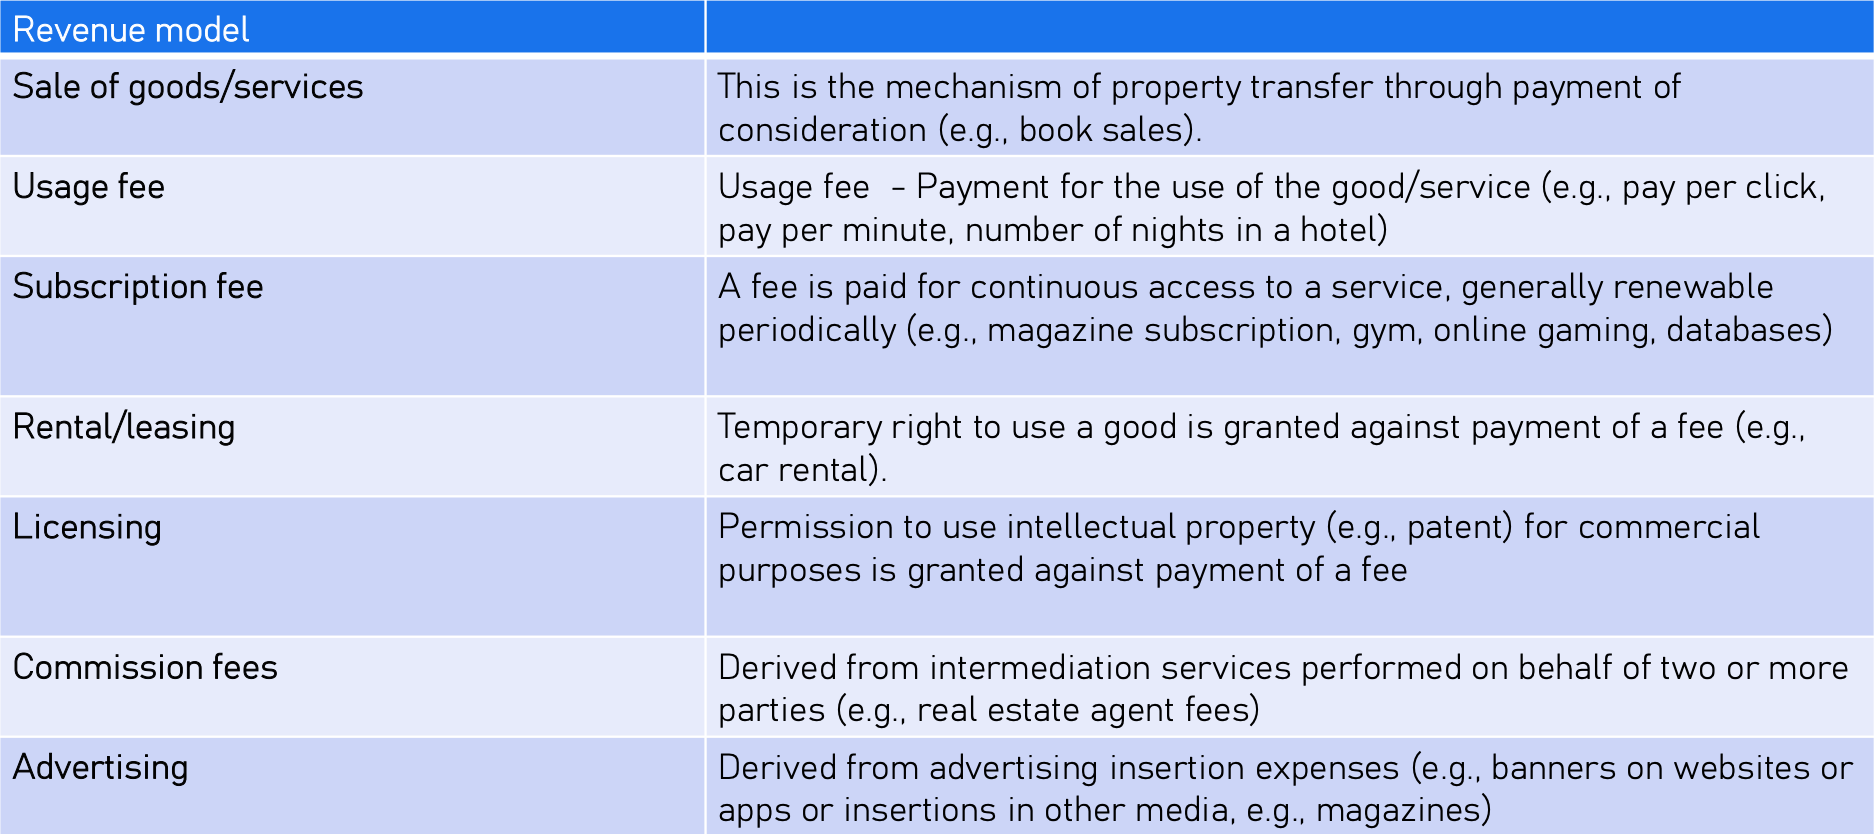 Revenue model
Sale of goods/services
This is the mechanism of property transfer through payment of
consideration (e.g., book sales).
Usage fee
Usage fee  - Payment for the use of the good/service (e.g., pay per click,
pay per minute, number of nights in a hotel)
Subscription fee
A fee is paid for continuous access to a service, generally renewable
periodically (e.g., magazine subscription, gym, online gaming, databases)
Rental/leasing
Temporary right to use a good is granted against payment of a fee (e.g.,
car rental).
Licensing
Permission to use intellectual property (e.g., patent) for commercial
purposes is granted against payment of a fee
Commission fees
Derived from intermediation services performed on behalf of two or more
parties (e.g., real estate agent fees)
Advertising
Derived from advertising insertion expenses (e.g., banners on websites or
apps or insertions in other media, e.g., magazines)